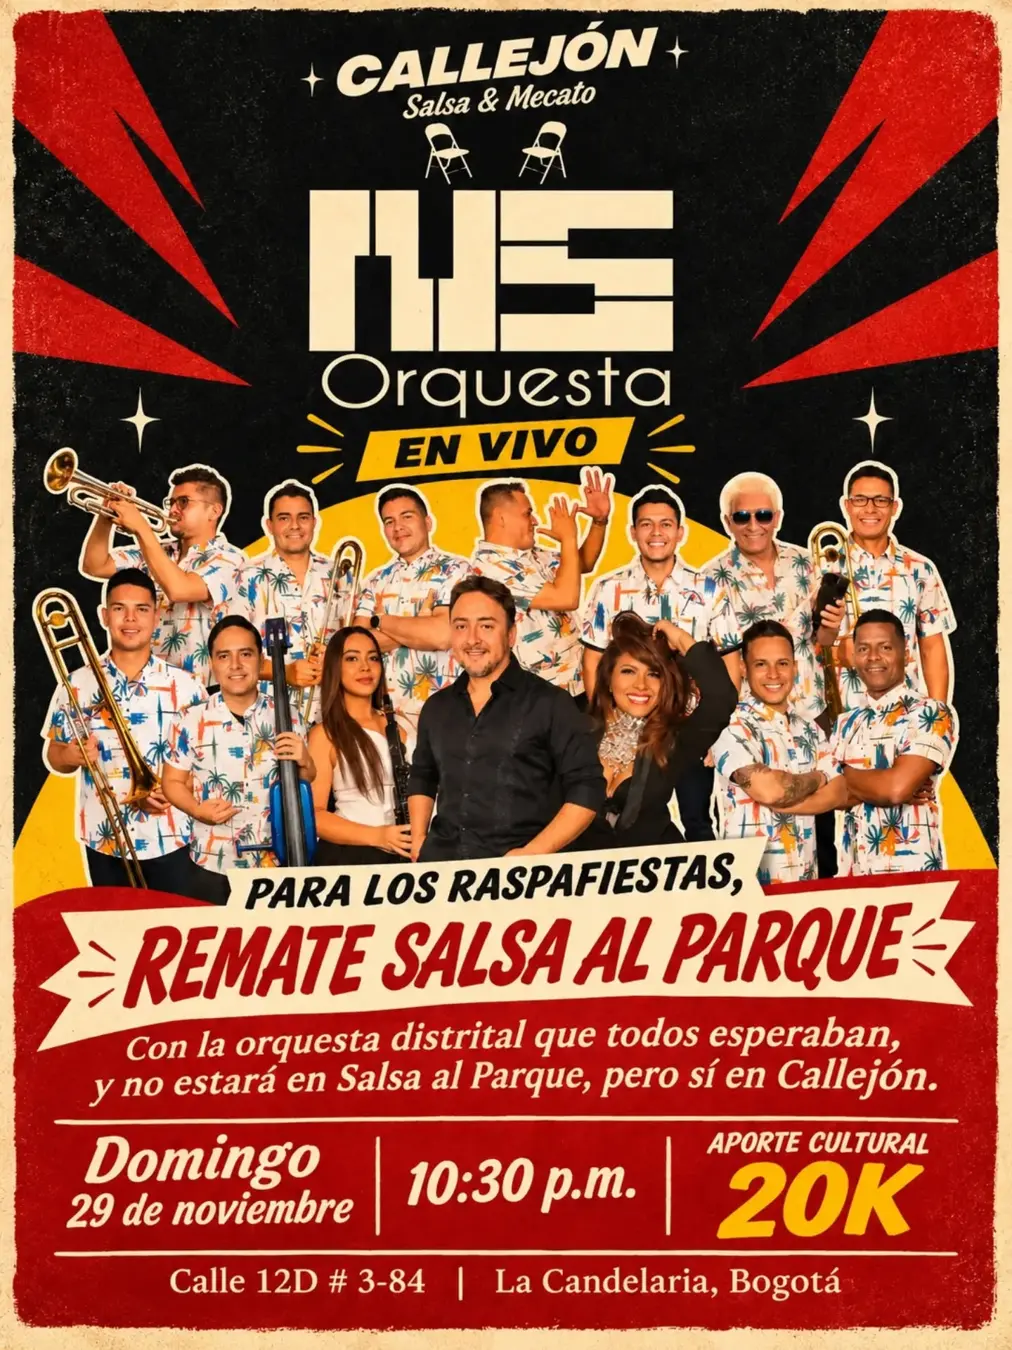 CALLEJÓN
Salsa & Mecato
NS
Orquesta
EN VIVO
PARA LOS RASPAFIESTAS,
REMATE SALSA AL PARQUE
Con la orquesta distrital que todos esperaban,
y no estará en Salsa al Parque, pero sí en Callejón.
Domingo
29 de noviembre
10:30 p.m.
APORTE CULTURAL
20K
Calle 12D # 3-84 | La Candelaria, Bogotá